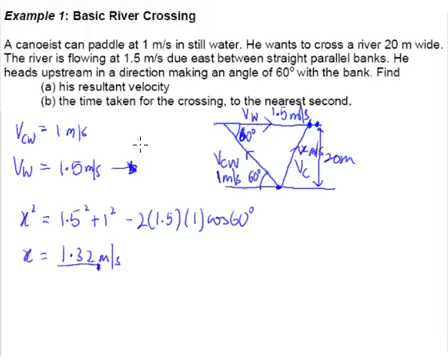 Example 1: Basic River Crossing
A canoeist can paddle at 1 m/s in still water. He wants to cross a river 20 m wide.
The river is flowing at 1.5 m/s due east between straight parallel banks. He
heads upstream in a direction making an angle of 60° with the bank. Find
(a) his resultant velocity
(b) the time taken for the crossing, to the nearest second.
V_CW = 1 m/s
V_W = 1.5 m/s →
V_W 1.5 m/s
60°
V_CW
1 m/s 60°
x m/s
V_C
20m
x² = 1.5² + 1² - 2(1.5)(1) cos 60°
x = 1.32 m/s